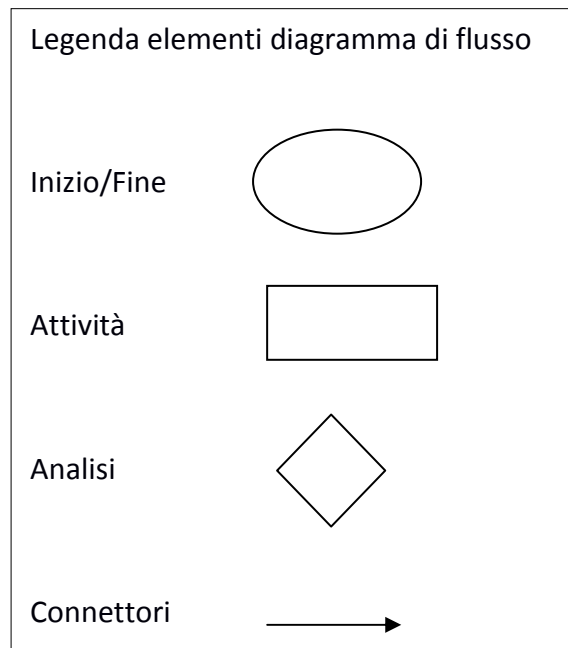 Legenda elementi diagramma di flusso
Inizio/Fine
Attività
Analisi
Connettori